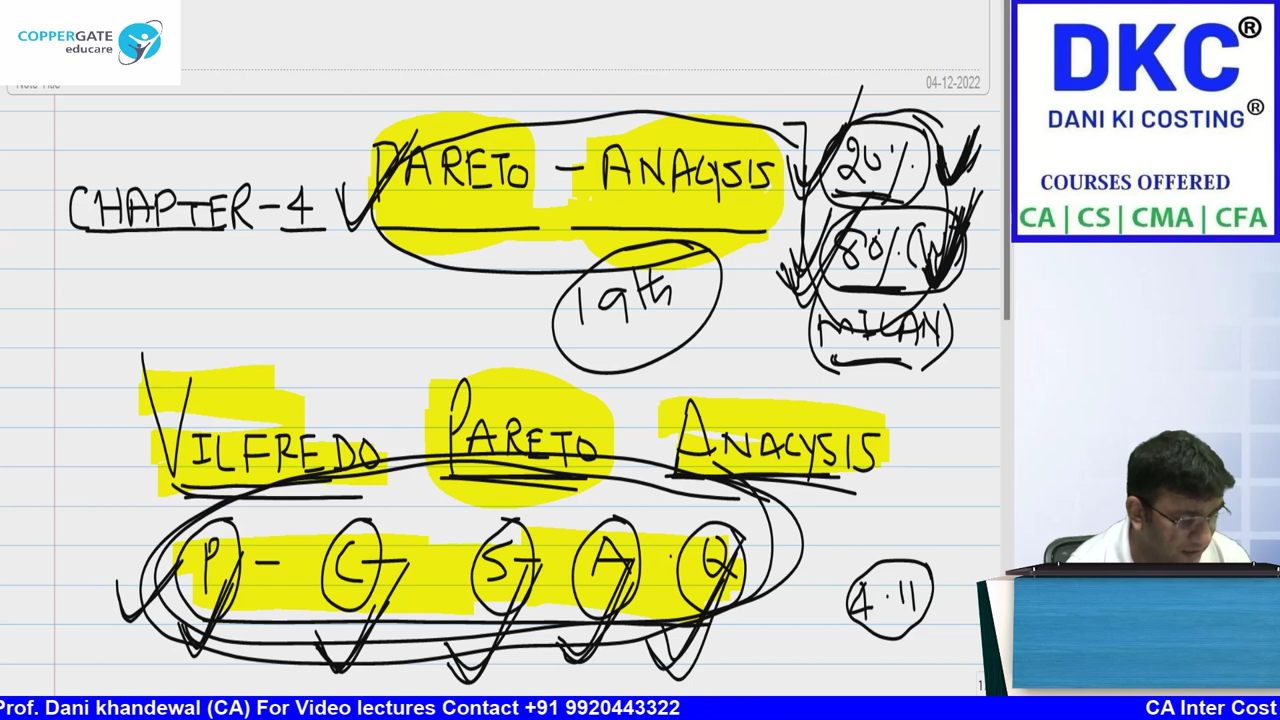 COPPERGATE
educare
04-12-2022
CHAPTER-4 PARETO - ANALYSIS
20%.
80%.
(MILAN)
19th
VILFREDO PARETO ANALYSIS
P - C - S - A . Q
4.11
1
DKC®
DANI KI COSTING®
COURSES OFFERED
CA | CS | CMA | CFA
Prof. Dani khandewal (CA) For Video lectures Contact +91 9920443322
CA Inter Cost